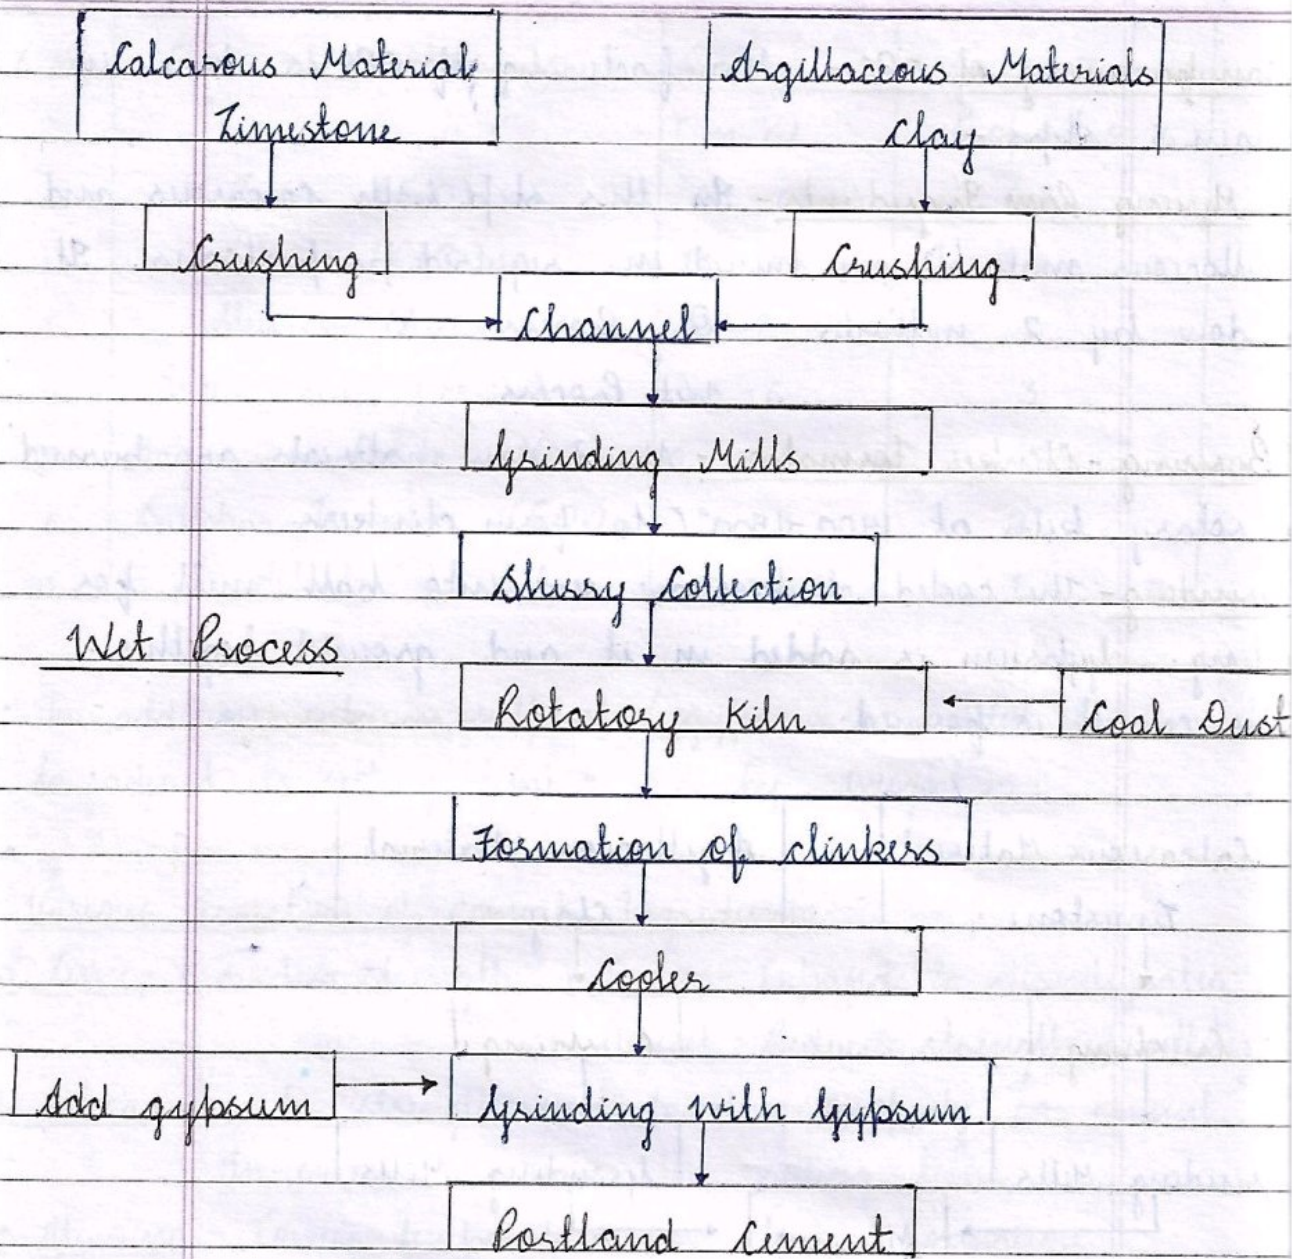 Calcarous Material
Limestone
Argillaceous Materials
Clay
Crushing
Crushing
Channel
Grinding Mills
Slurry Collection
Wet Process
Rotatory Kiln
Coal Dust
Formation of clinkers
Cooler
Add gypsum
Grinding with Gypsum
Portland Cement